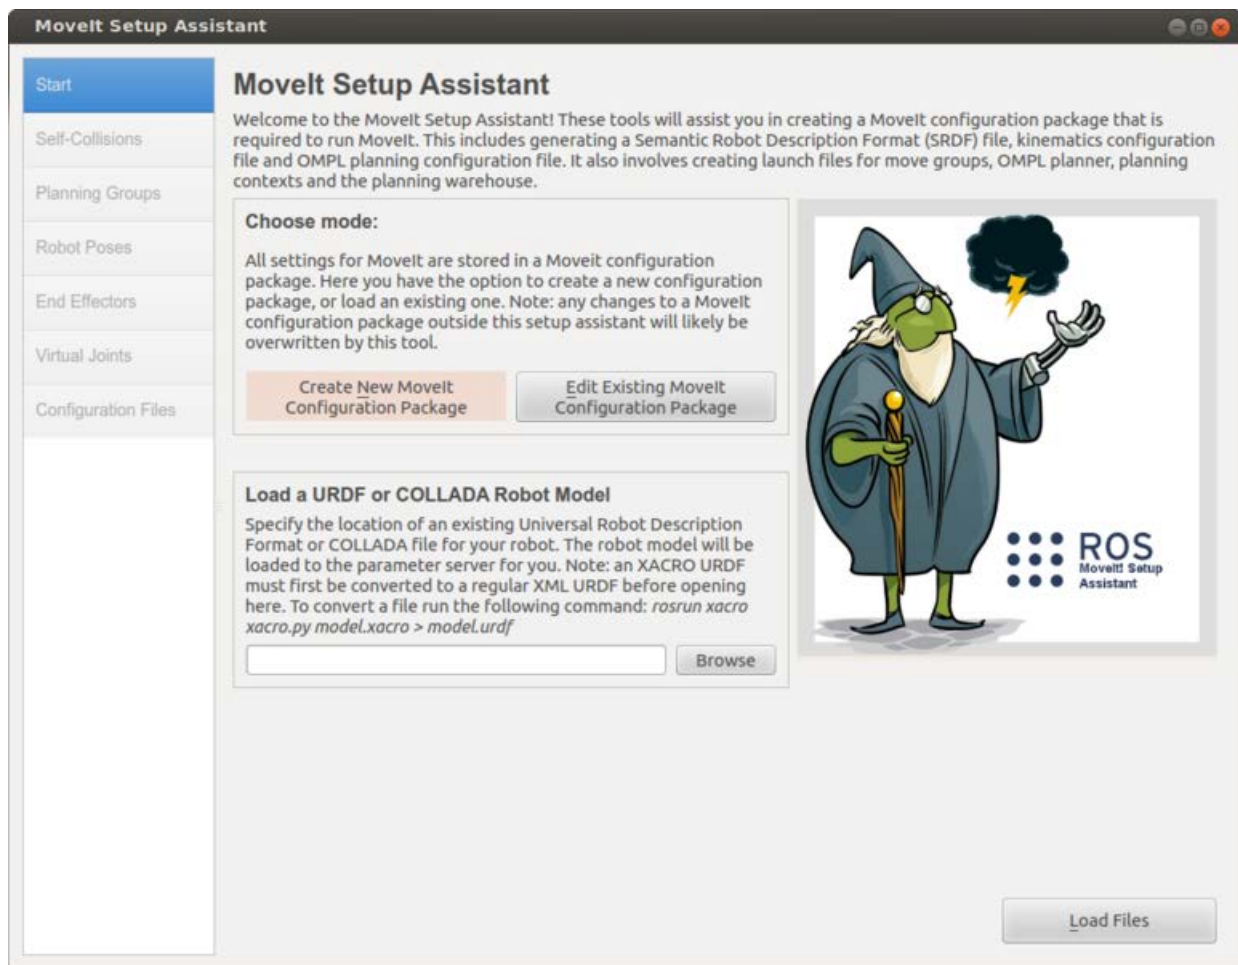 MoveIt Setup Assistant
Start
Self-Collisions
Planning Groups
Robot Poses
End Effectors
Virtual Joints
Configuration Files
MoveIt Setup Assistant
Welcome to the MoveIt Setup Assistant! These tools will assist you in creating a MoveIt configuration package that is
required to run MoveIt. This includes generating a Semantic Robot Description Format (SRDF) file, kinematics configuration
file and OMPL planning configuration file. It also involves creating launch files for move groups, OMPL planner, planning
contexts and the planning warehouse.
Choose mode:
All settings for MoveIt are stored in a Moveit configuration
package. Here you have the option to create a new configuration
package, or load an existing one. Note: any changes to a MoveIt
configuration package outside this setup assistant will likely be
overwritten by this tool.
Create New MoveIt
Configuration Package
Edit Existing MoveIt
Configuration Package
Load a URDF or COLLADA Robot Model
Specify the location of an existing Universal Robot Description
Format or COLLADA file for your robot. The robot model will be
loaded to the parameter server for you. Note: an XACRO URDF
must first be converted to a regular XML URDF before opening
here. To convert a file run the following command: rosrun xacro
xacro.py model.xacro > model.urdf
Browse
ROS
MoveIt! Setup
Assistant
Load Files